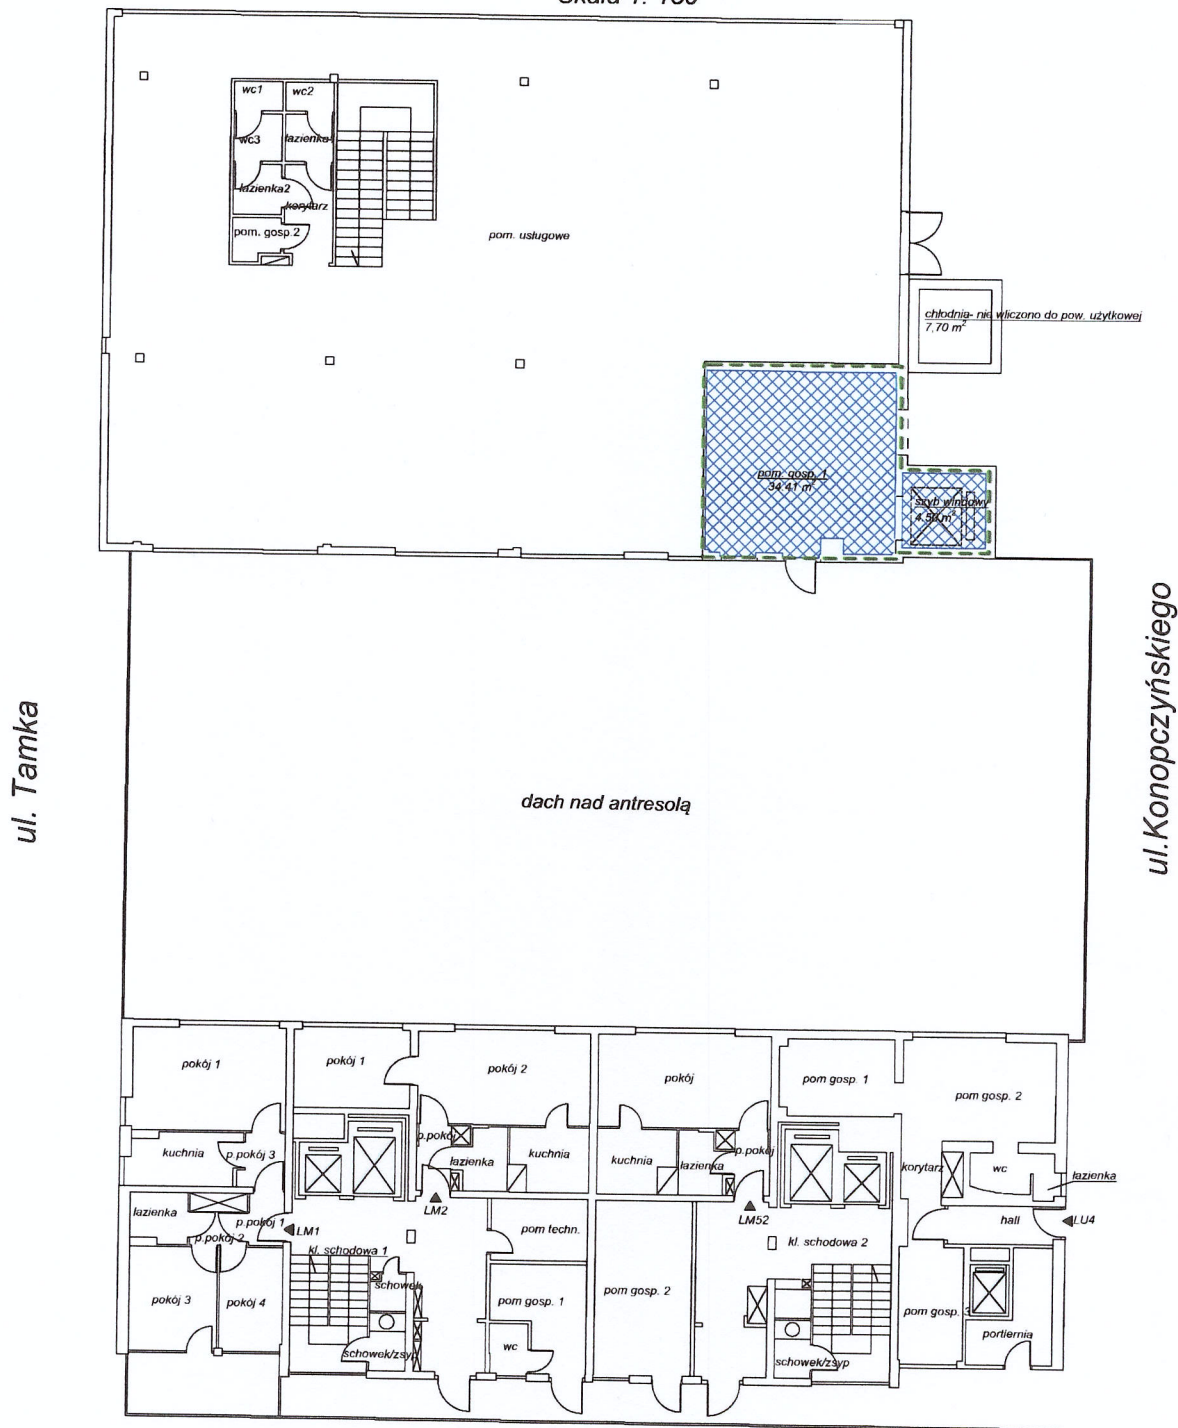 Skala 1: 100
wc1
wc2
wc3
łazienka
łazienka2
korytarz
pom. gosp.2
pom. usługowe
chłodnia- nie wliczono do pow. użytkowej
7,70 m²
pom. gosp. 1
34.41 m²
szyb windowy
ul. Tamka
dach nad antresolą
ul.Konopczyńskiego
pokój 1
pokój 1
pokój 2
pokój
pom gosp. 1
pom gosp. 2
kuchnia
p.pokój 3
p.pokój
łazienka
kuchnia
kuchnia
łazienka
p.pokój
korytarz
wc
łazienka
łazienka
p.pokój 1
p.pokój 2
LM1
LM2
LM52
hall
LU4
kl. schodowa 1
pom techn.
kl. schodowa 2
schowek
pokój 3
pokój 4
pom gosp. 1
pom gosp. 2
pom gosp. 3
portiernia
wc
schowek/zsyp
schowek/zsyp